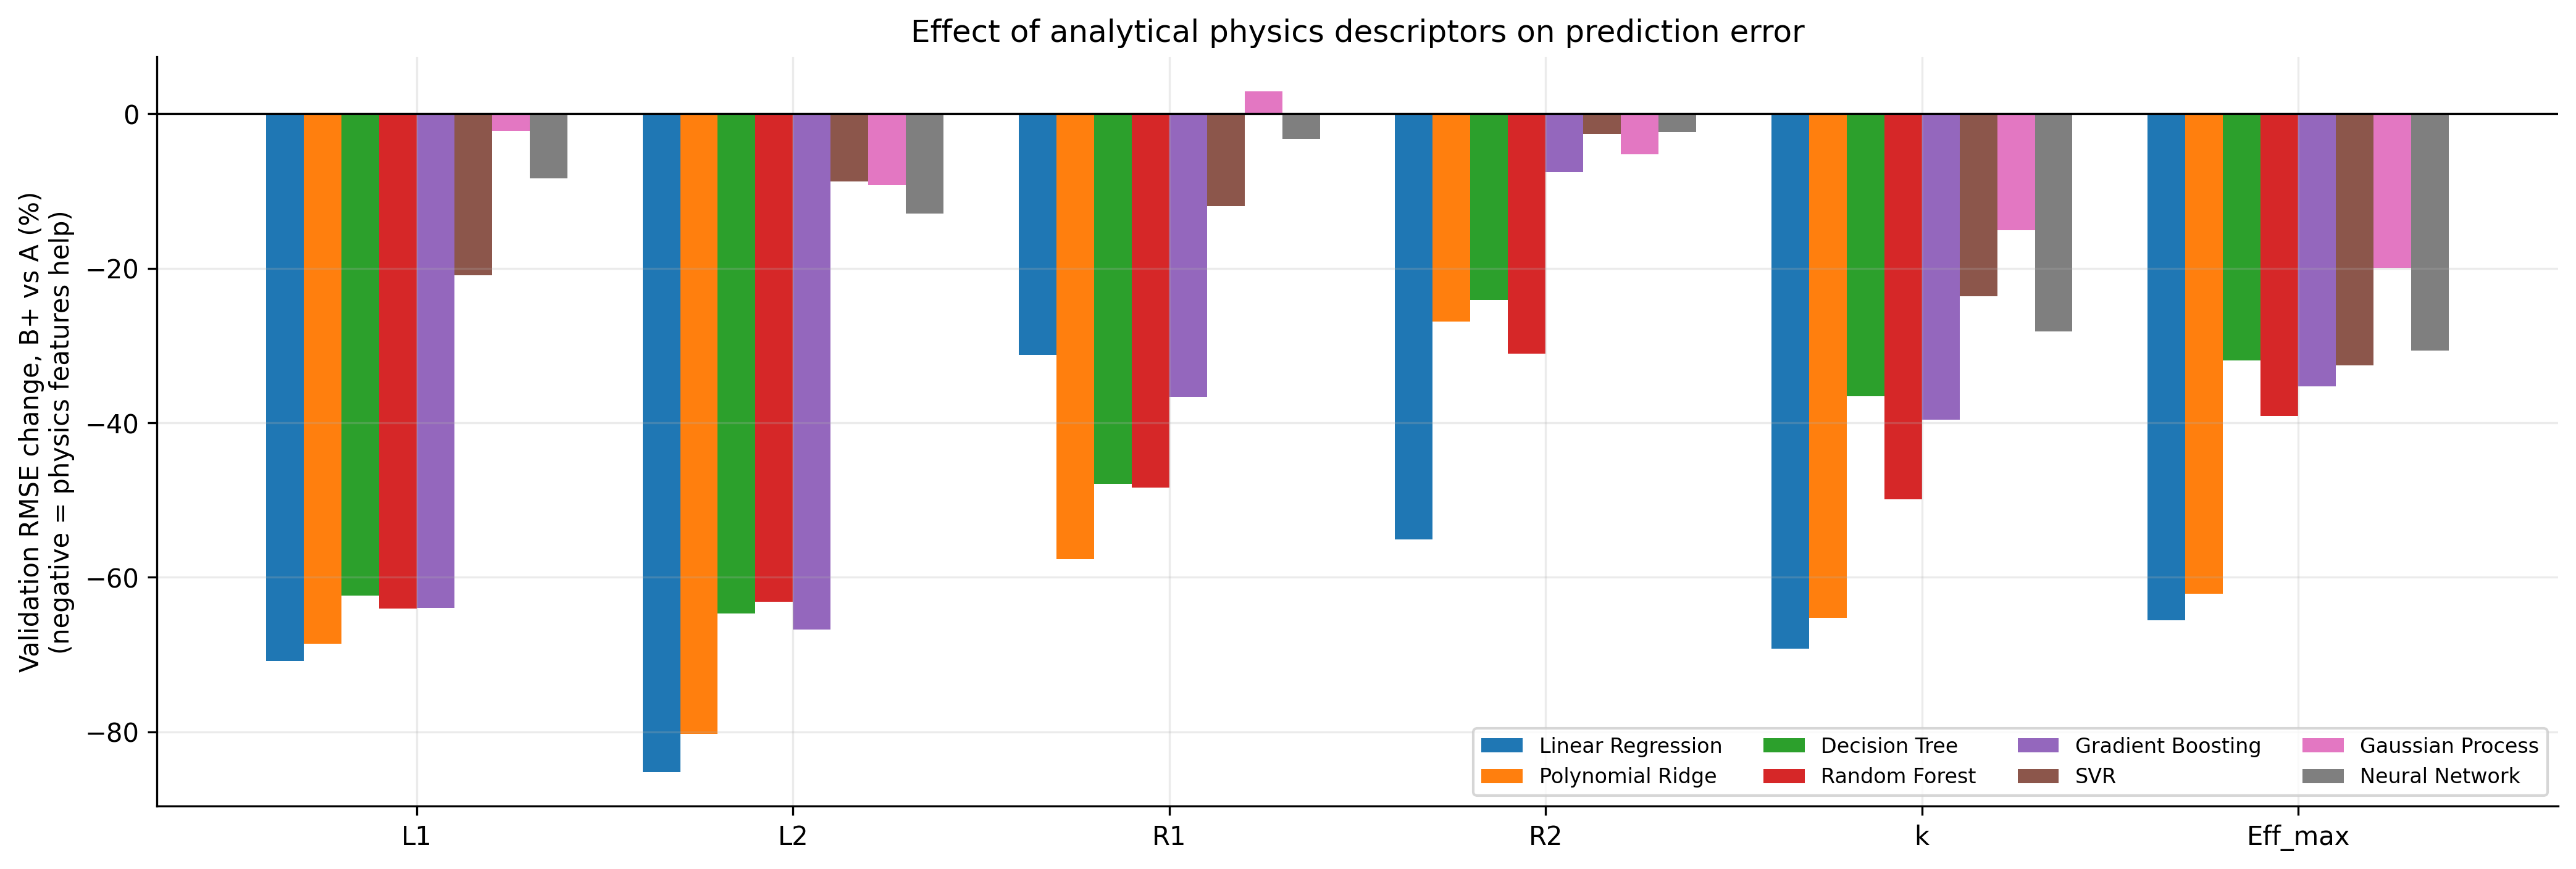 Effect of analytical physics descriptors on prediction error
Validation RMSE change, B+ vs A (%)
(negative = physics features help)
0
−20
−40
−60
−80
L1
L2
R1
R2
k
Eff_max
Linear Regression
Polynomial Ridge
Decision Tree
Random Forest
Gradient Boosting
SVR
Gaussian Process
Neural Network